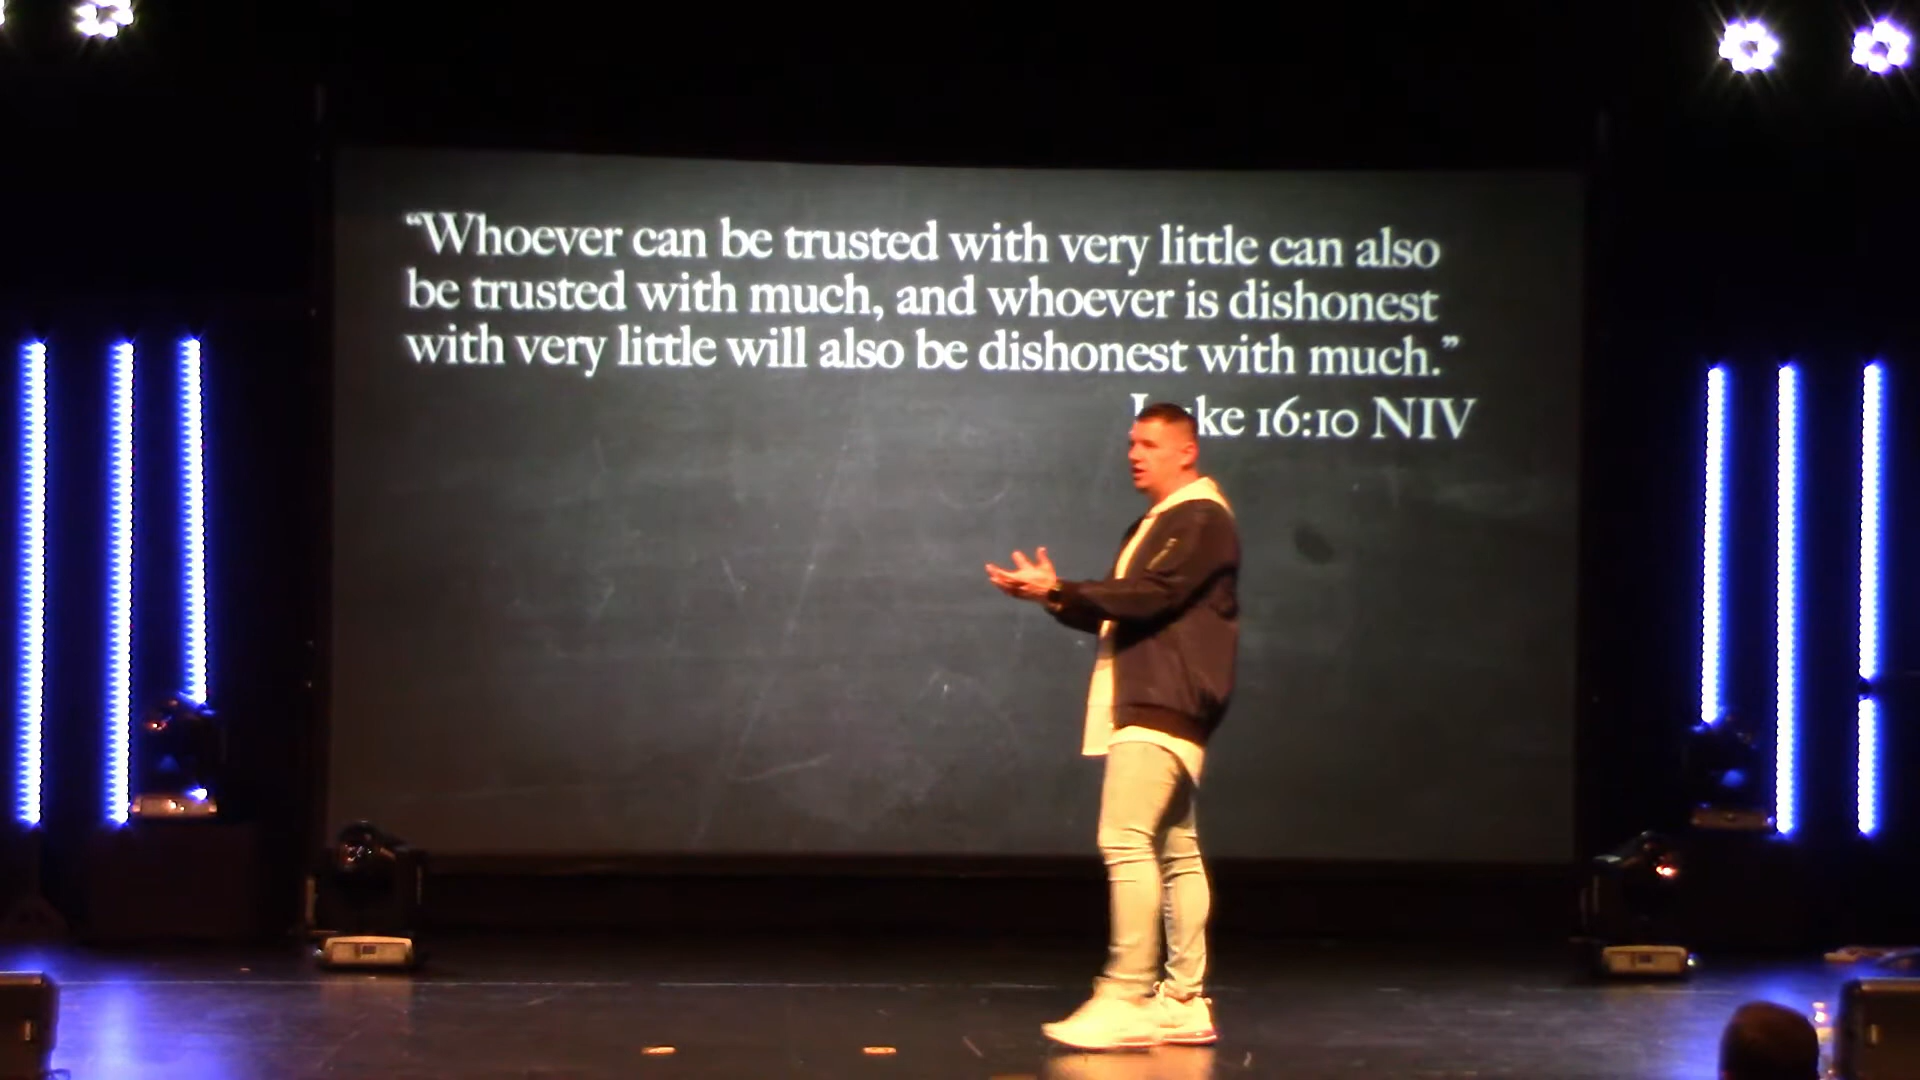 “Whoever can be trusted with very little can also
be trusted with much, and whoever is dishonest
with very little will also be dishonest with much.”
Luke 16:10 NIV